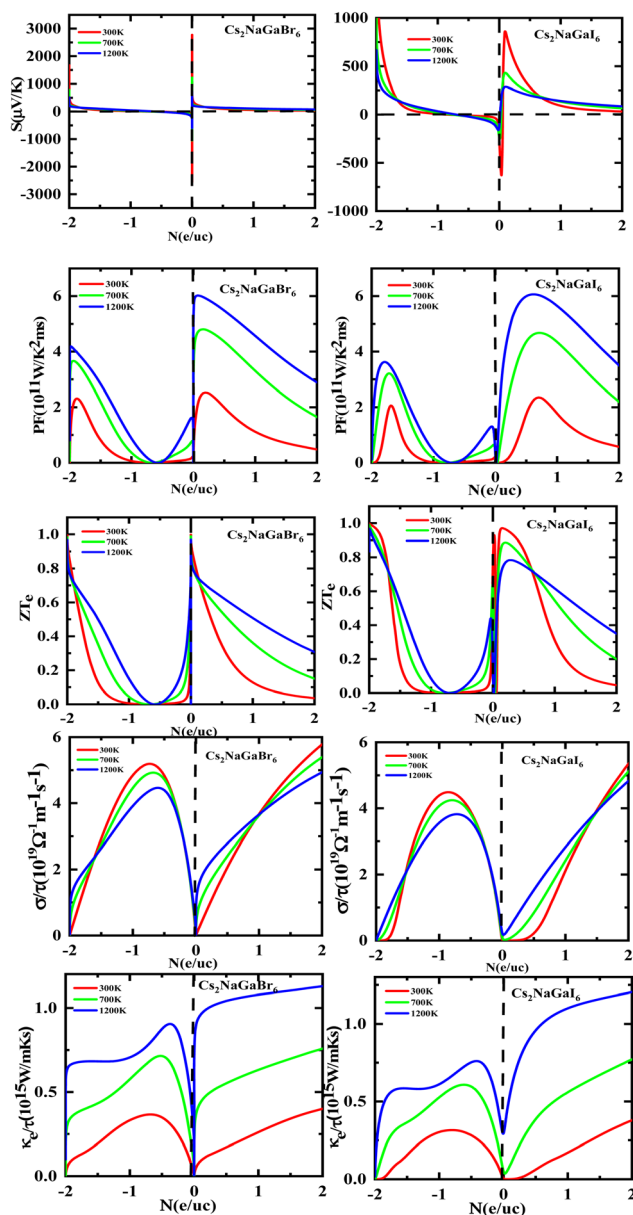 3000
2000
1000
0
-1000
-2000
-3000
S(μV/K)
300K
700K
1200K
Cs2NaGaBr6
-2 -1 0 1 2
N(e/uc)
1000
500
0
-500
-1000
300K
700K
1200K
Cs2NaGaI6
-2 -1 0 1 2
6
4
2
0
PF(10^11W/K^2ms)
300K
700K
1200K
Cs2NaGaBr6
-2 -1 0 1 2
N(e/uc)
6
4
2
0
PF(10^11W/K^2ms)
300K
700K
1200K
Cs2NaGaI6
-2 -1 0 1 2
N(e/uc)
1.0
0.8
0.6
0.4
0.2
0.0
ZTe
300K
700K
1200K
Cs2NaGaBr6
-2 -1 0 1 2
N(e/uc)
1.0
0.8
0.6
0.4
0.2
0.0
ZTe
300K
700K
1200K
Cs2NaGaI6
-2 -1 0 1 2
N(e/uc)
6
4
2
0
σ/τ(10^19Ω^-1m^-1s^-1)
300K
700K
1200K
Cs2NaGaBr6
-2 -1 0 1 2
N(e/uc)
6
4
2
0
σ/τ(10^19Ω^-1m-1s-1)
300K
700K
1200K
Cs2NaGaI6
-2 -1 0 1 2
N(e/uc)
1.0
0.5
0.0
κe/τ(10^15W/mKs)
300K
700K
1200K
Cs2NaGaBr6
-2 -1 0 1 2
N(e/uc)
1.0
0.5
0.0
κe/τ(10^15W/mKs)
300K
700K
1200K
Cs2NaGaI6
-2 -1 0 1 2
N(e/uc)